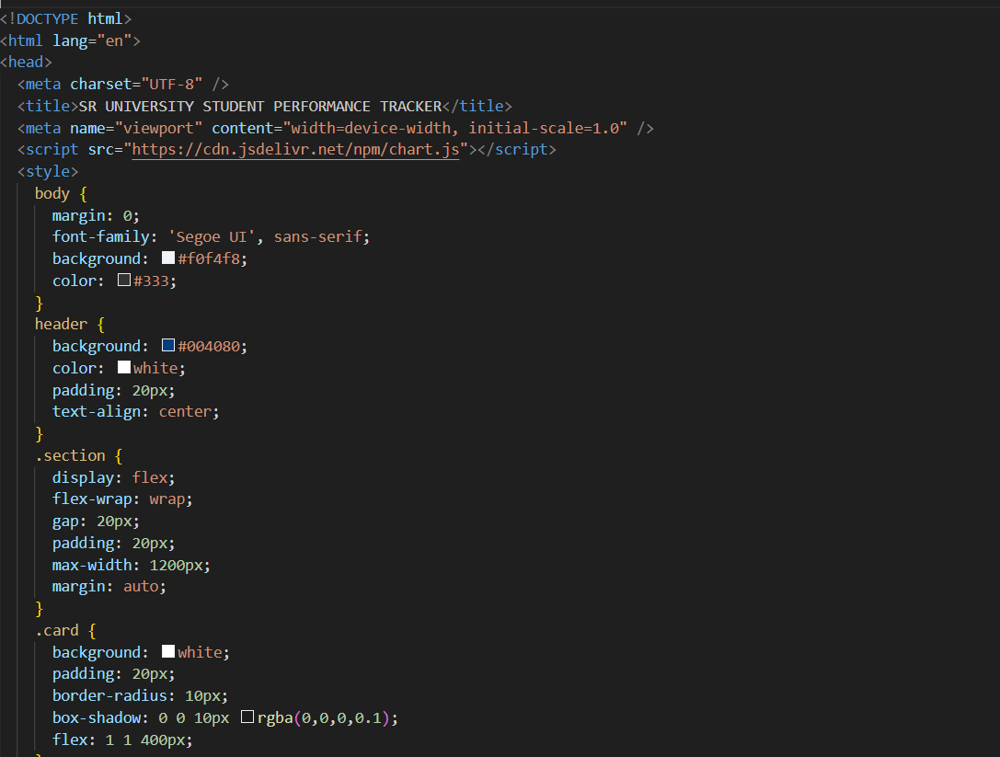 <!DOCTYPE html>
<html lang="en">
<head>
  <meta charset="UTF-8" />
  <title>SR UNIVERSITY STUDENT PERFORMANCE TRACKER</title>
  <meta name="viewport" content="width=device-width, initial-scale=1.0" />
  <script src="https://cdn.jsdelivr.net/npm/chart.js"></script>
  <style>
    body {
      margin: 0;
      font-family: 'Segoe UI', sans-serif;
      background: #f0f4f8;
      color: #333;
    }
    header {
      background: #004080;
      color: white;
      padding: 20px;
      text-align: center;
    }
    .section {
      display: flex;
      flex-wrap: wrap;
      gap: 20px;
      padding: 20px;
      max-width: 1200px;
      margin: auto;
    }
    .card {
      background: white;
      padding: 20px;
      border-radius: 10px;
      box-shadow: 0 0 10px rgba(0,0,0,0.1);
      flex: 1 1 400px;
    }